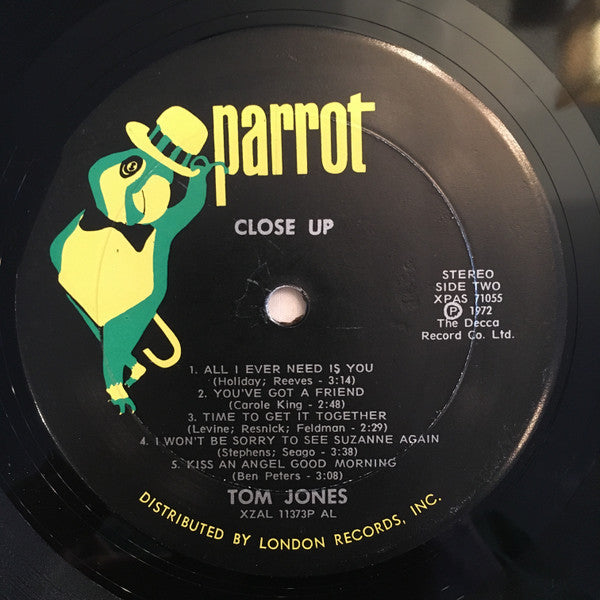 parrot
CLOSE UP
STEREO
SIDE TWO
XPAS 71055
Ⓟ 1972
The Decca
Record Co. Ltd.
1. ALL I EVER NEED IS YOU
(Holiday; Reeves - 3:14)
2. YOU'VE GOT A FRIEND
(Carole King - 2:48)
3. TIME TO GET IT TOGETHER
(Levine; Resnick; Feldman - 2:29)
4. I WON'T BE SORRY TO SEE SUZANNE AGAIN
(Stephens; Seago - 3:38)
5. KISS AN ANGEL GOOD MORNING
(Ben Peters - 3:08)
TOM JONES
XZAL 11373P AL
DISTRIBUTED BY LONDON RECORDS, INC.